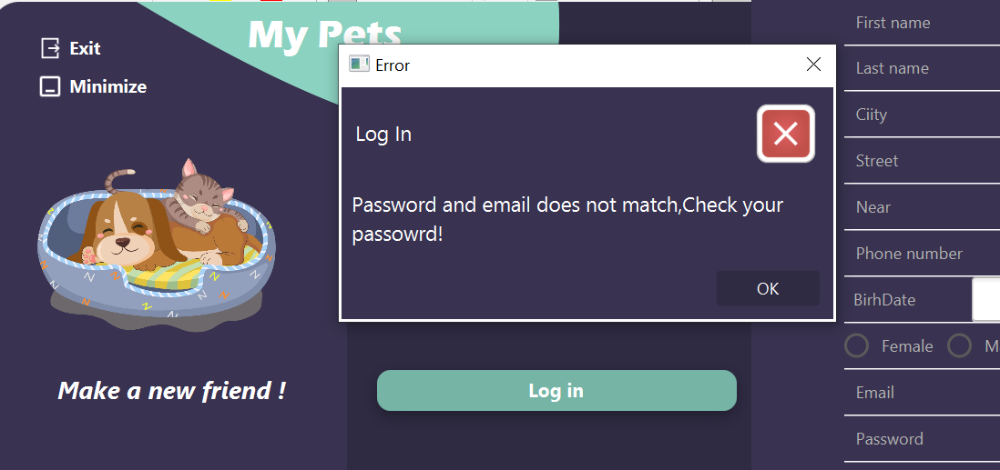 Exit
Minimize
My Pets
Error
Log In
Password and email does not match,Check your
passowrd!
OK
Make a new friend !
Log in
First name
Last name
Ciity
Street
Near
Phone number
BirhDate
Female M
Email
Password